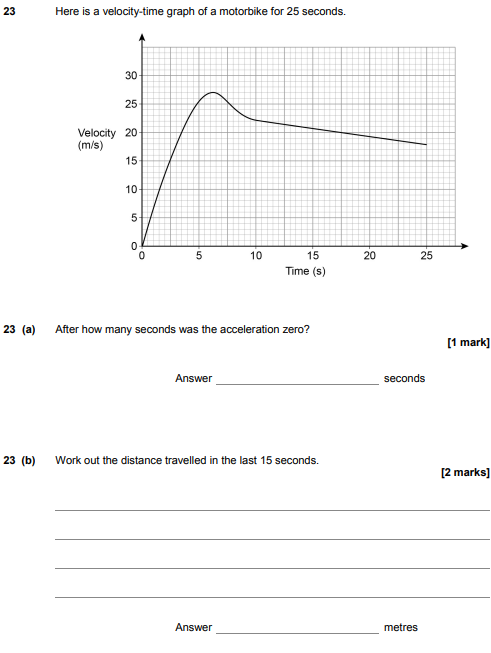 23 Here is a velocity-time graph of a motorbike for 25 seconds.
30
25
Velocity 20
(m/s)
15
10
5
0
0 5 10 15 20 25
Time (s)
23 (a) After how many seconds was the acceleration zero?
[1 mark]
Answer seconds
23 (b) Work out the distance travelled in the last 15 seconds.
[2 marks]
Answer metres